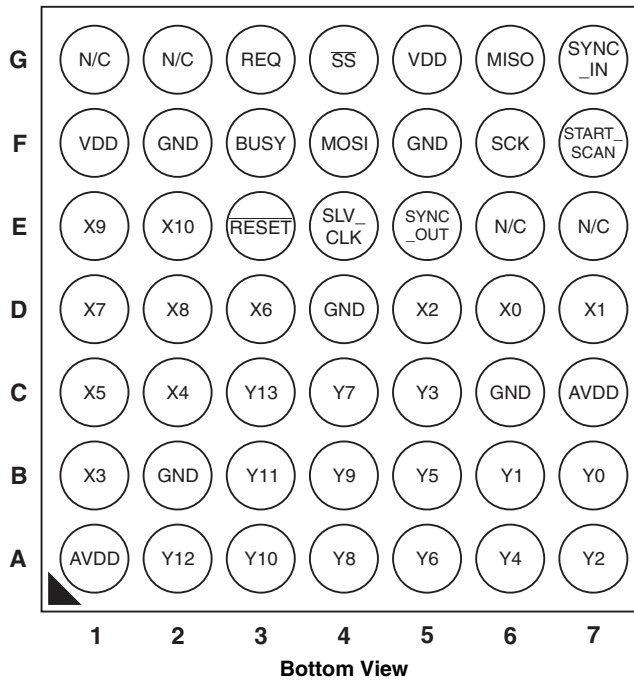 G N/C N/C REQ S̅S̅ VDD MISO SYNC_IN
F VDD GND BUSY MOSI GND SCK START_SCAN
E X9 X10 R̅E̅S̅E̅T̅ SLV_CLK SYNC_OUT N/C N/C
D X7 X8 X6 GND X2 X0 X1
C X5 X4 Y13 Y7 Y3 GND AVDD
B X3 GND Y11 Y9 Y5 Y1 Y0
A AVDD Y12 Y10 Y8 Y6 Y4 Y2
1 2 3 4 5 6 7
Bottom View